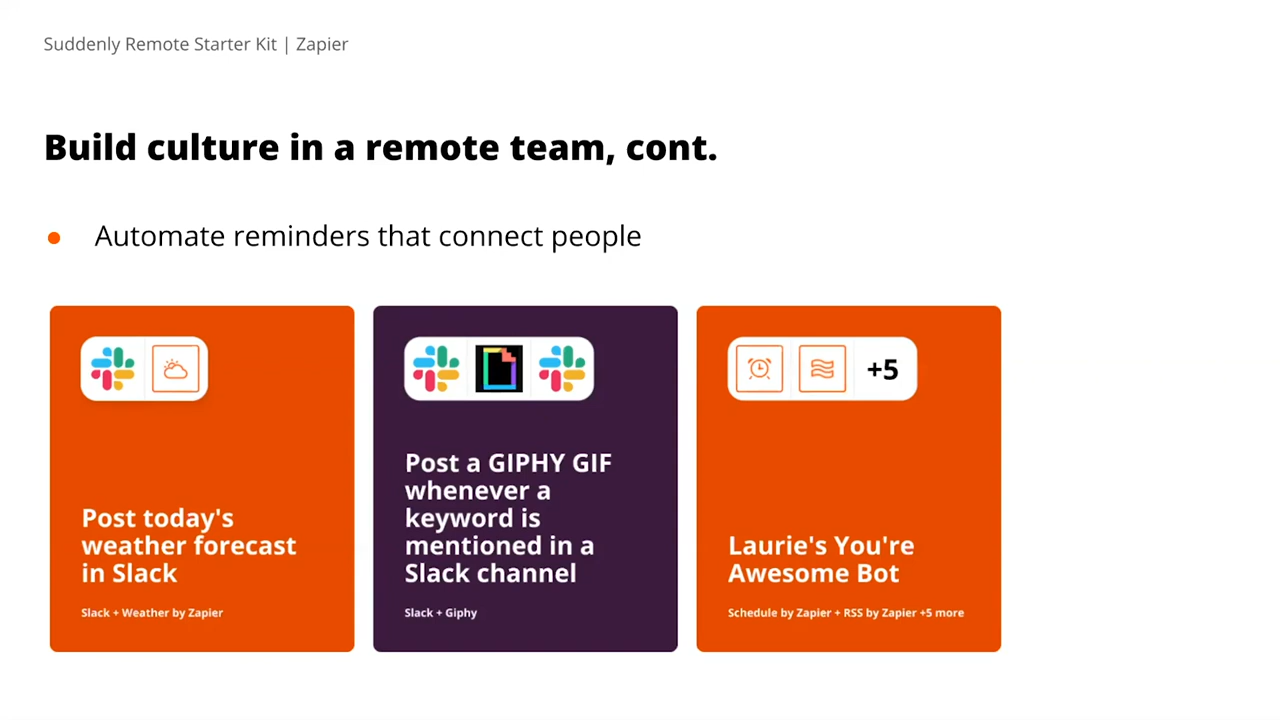 Suddenly Remote Starter Kit | Zapier
Build culture in a remote team, cont.
● Automate reminders that connect people
Post today's
weather forecast
in Slack
Slack + Weather by Zapier
Post a GIPHY GIF
whenever a
keyword is
mentioned in a
Slack channel
Slack + Giphy
+5
Laurie's You're
Awesome Bot
Schedule by Zapier + RSS by Zapier +5 more